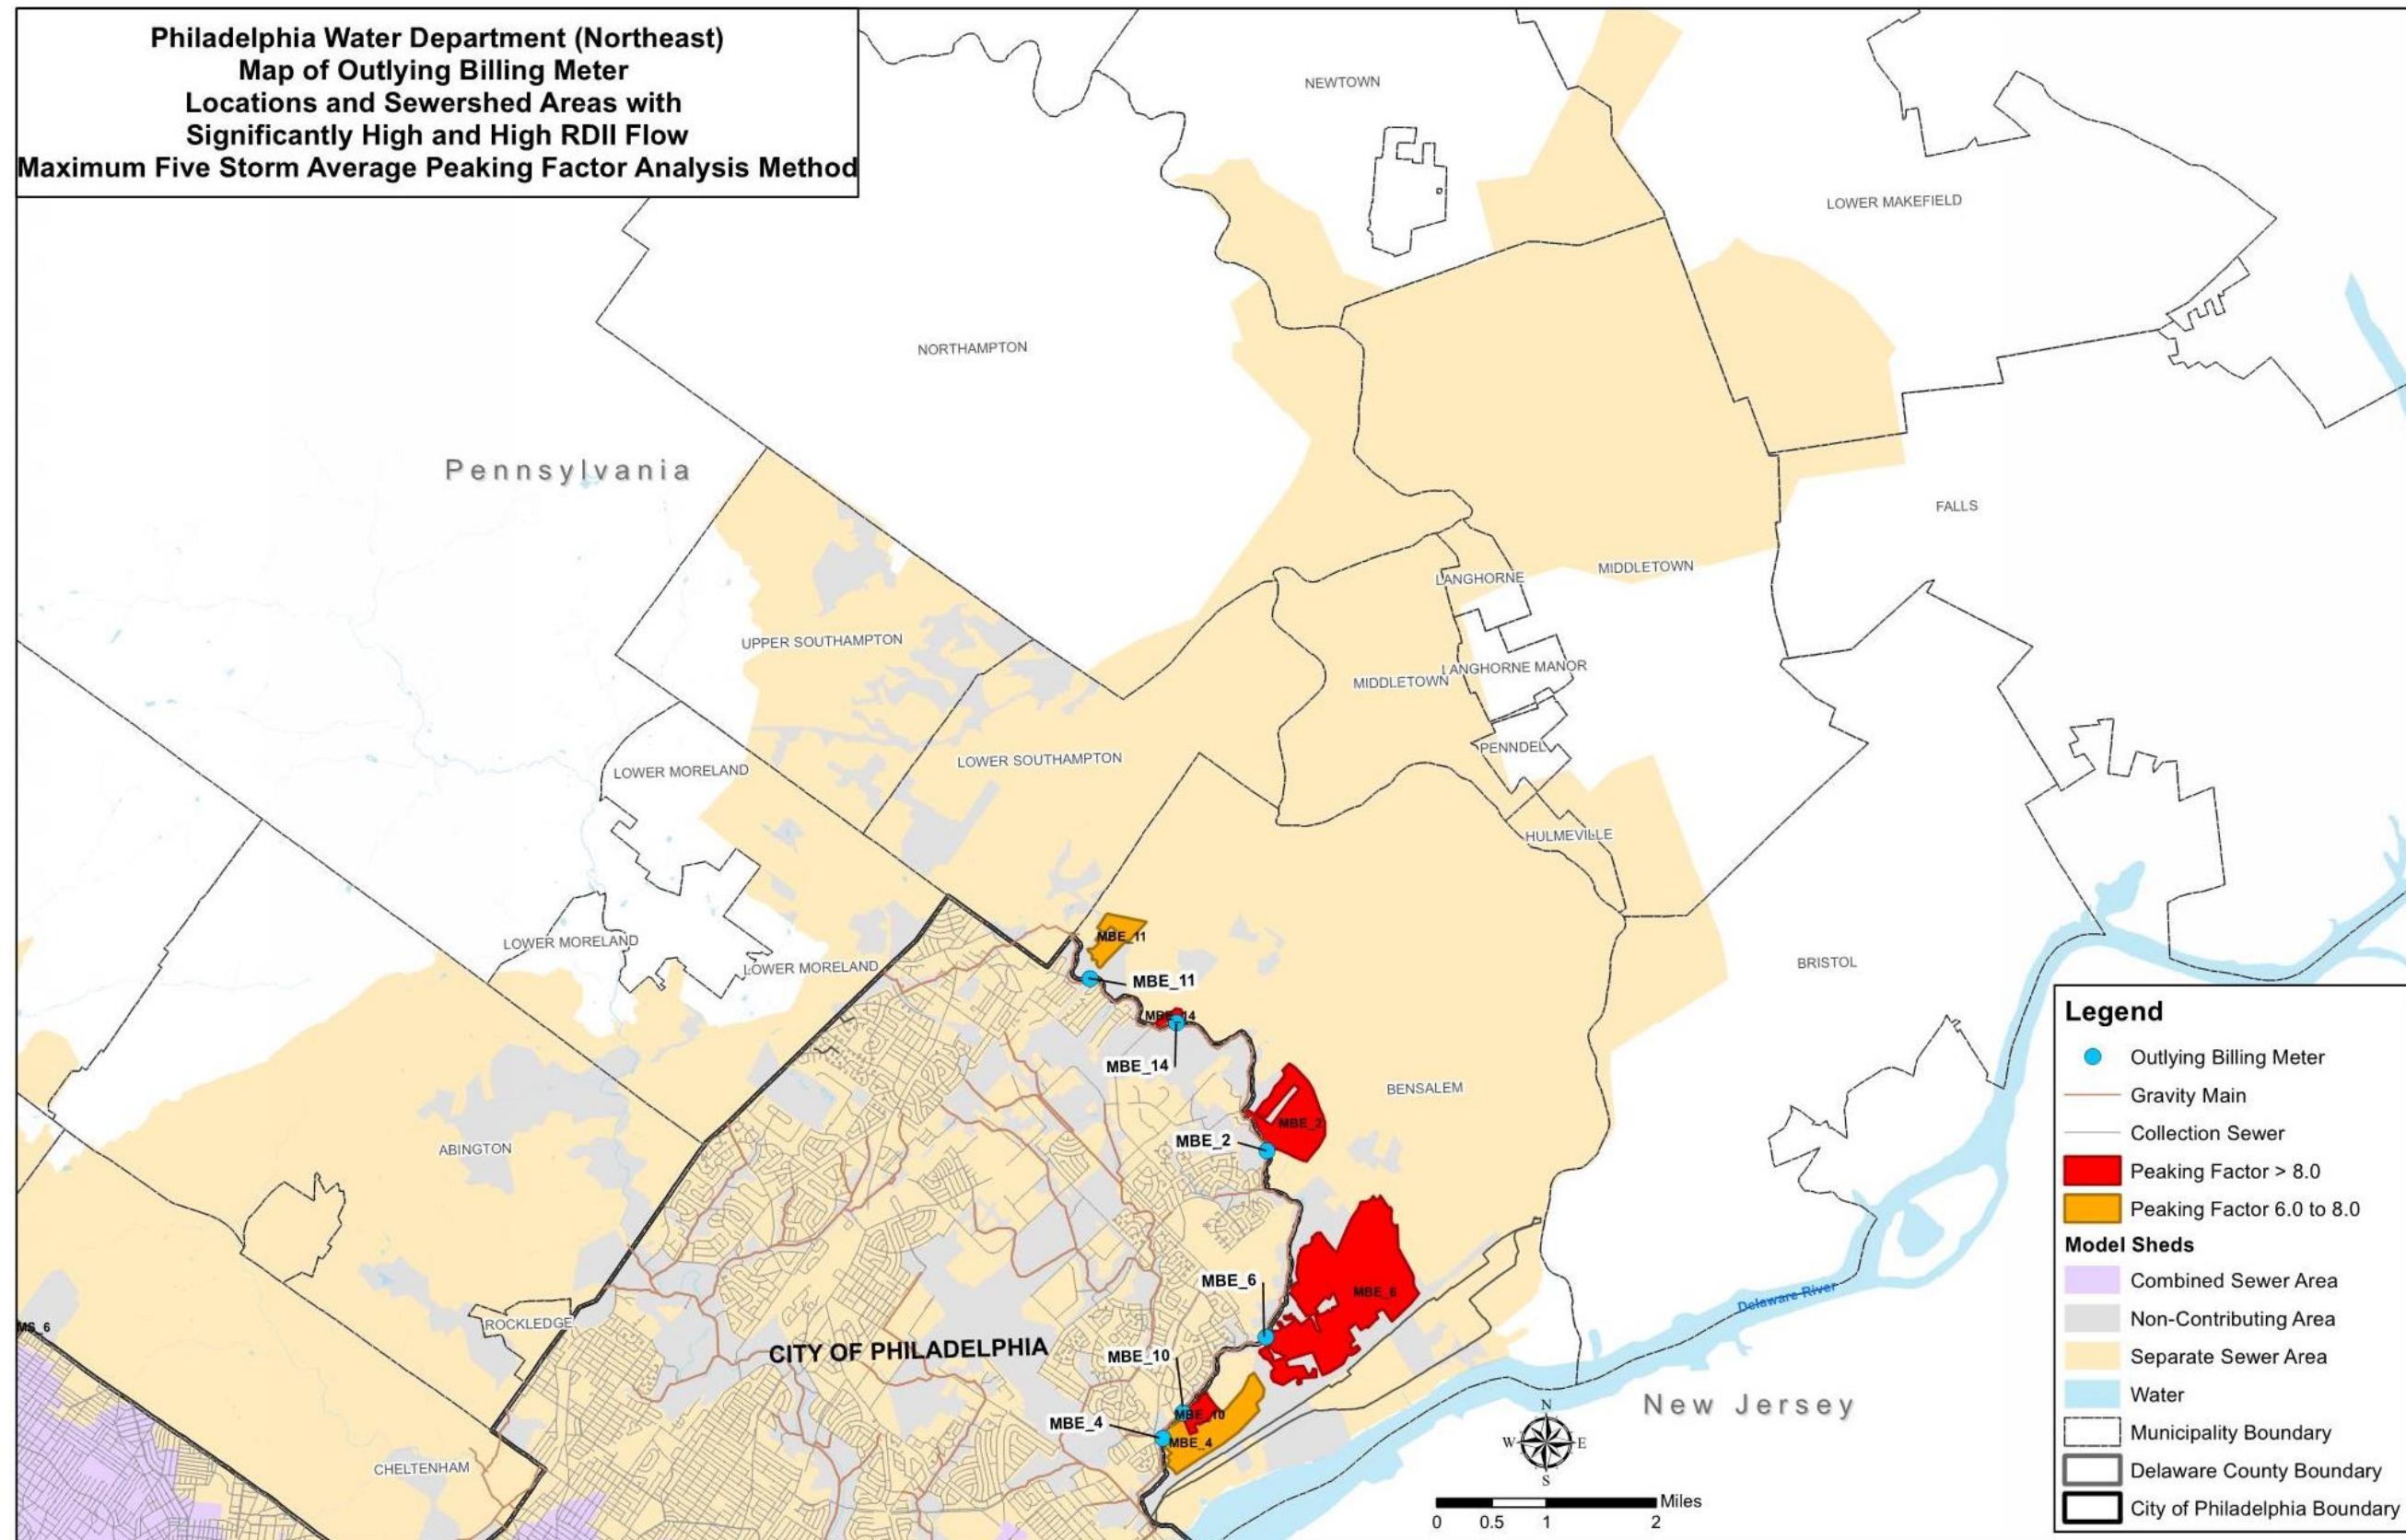 Philadelphia Water Department (Northeast)
Map of Outlying Billing Meter
Locations and Sewershed Areas with
Significantly High and High RDII Flow
Maximum Five Storm Average Peaking Factor Analysis Method
NEWTOWN
LOWER MAKEFIELD
NORTHAMPTON
Pennsylvania
FALLS
LANGHORNE
MIDDLETOWN
UPPER SOUTHAMPTON
LANGHORNE MANOR
MIDDLETOWN
PENNDEL
LOWER SOUTHAMPTON
LOWER MORELAND
HULMEVILLE
MBE_11
LOWER MORELAND
LOWER MORELAND
BRISTOL
MBE_11
MBE_14
MBE_14
BENSALEM
MBE_2
MBE_2
ABINGTON
MBE_6
MBE_6
Delaware River
MS_6
ROCKLEDGE
CITY OF PHILADELPHIA
MBE_10
MBE_10
MBE_4
MBE_4
CHELTENHAM
New Jersey
N
W E
S
Miles
0 0.5 1 2
Legend
Outlying Billing Meter
Gravity Main
Collection Sewer
Peaking Factor > 8.0
Peaking Factor 6.0 to 8.0
Model Sheds
Combined Sewer Area
Non-Contributing Area
Separate Sewer Area
Water
Municipality Boundary
Delaware County Boundary
City of Philadelphia Boundary